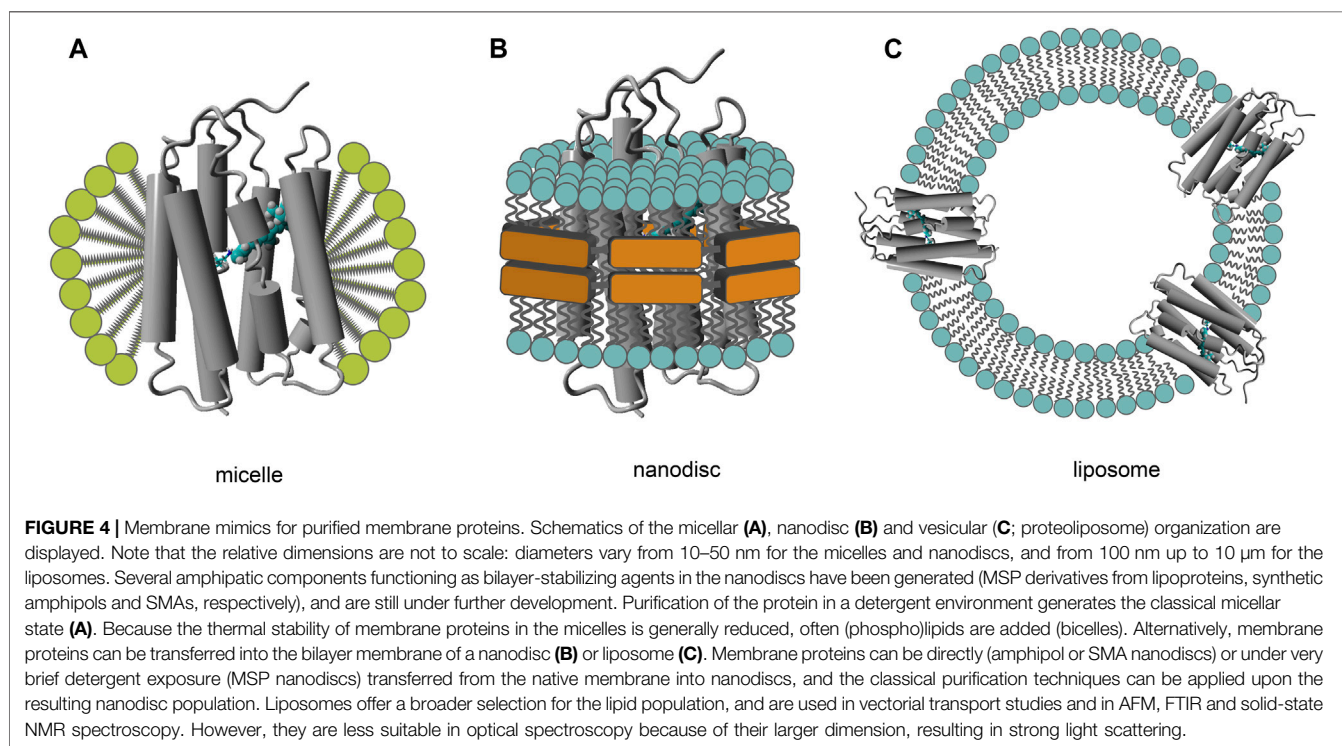 A
B
C
micelle
nanodisc
liposome
FIGURE 4 | Membrane mimics for purified membrane proteins. Schematics of the micellar (A), nanodisc (B) and vesicular (C; proteoliposome) organization are
displayed. Note that the relative dimensions are not to scale: diameters vary from 10–50 nm for the micelles and nanodiscs, and from 100 nm up to 10 µm for the
liposomes. Several amphipatic components functioning as bilayer-stabilizing agents in the nanodiscs have been generated (MSP derivatives from lipoproteins, synthetic
amphipols and SMAs, respectively), and are still under further development. Purification of the protein in a detergent environment generates the classical micellar
state (A). Because the thermal stability of membrane proteins in the micelles is generally reduced, often (phospho)lipids are added (bicelles). Alternatively, membrane
proteins can be transferred into the bilayer membrane of a nanodisc (B) or liposome (C). Membrane proteins can be directly (amphipol or SMA nanodiscs) or under very
brief detergent exposure (MSP nanodiscs) transferred from the native membrane into nanodiscs, and the classical purification techniques can be applied upon the
resulting nanodisc population. Liposomes offer a broader selection for the lipid population, and are used in vectorial transport studies and in AFM, FTIR and solid-state
NMR spectroscopy. However, they are less suitable in optical spectroscopy because of their larger dimension, resulting in strong light scattering.